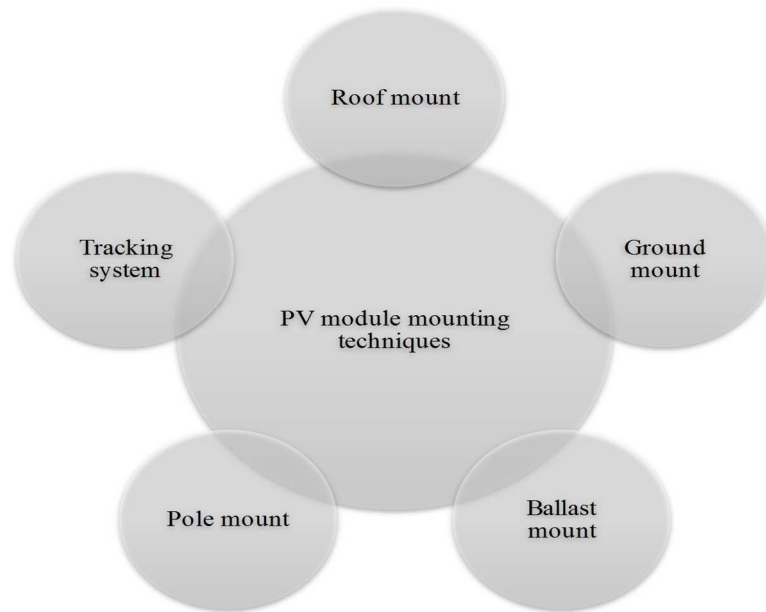 Roof mount
Tracking
system
Ground
mount
PV module mounting
techniques
Pole mount
Ballast
mount